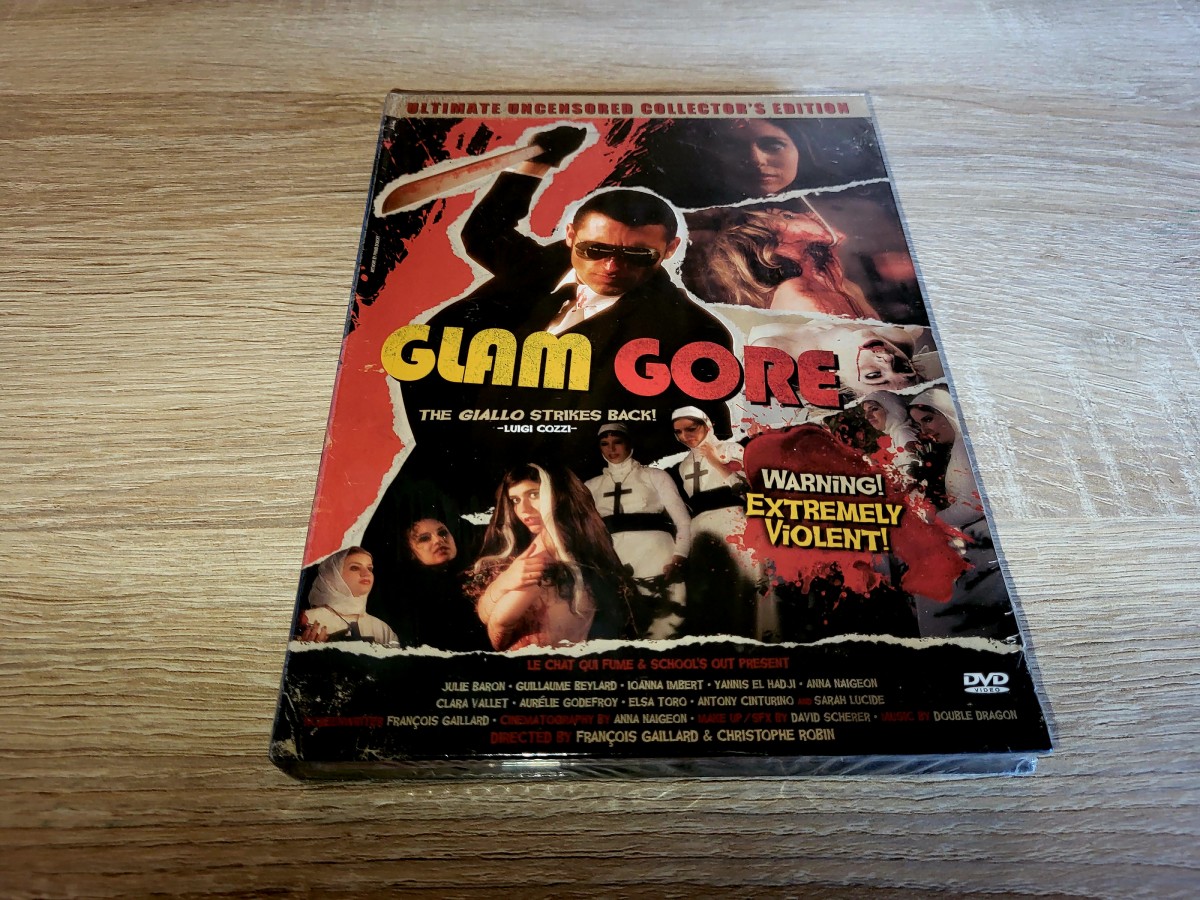 ULTIMATE UNCENSORED COLLECTOR'S EDITION
GLAM GORE
THE GIALLO STRIKES BACK!
-LUIGI COZZI-
WARNING!
EXTREMELY
VIOLENT!
LE CHAT QUI FUME & SCHOOL'S OUT PRESENT
JULIE BARON · GUILLAUME BEYLARD · IOANNA IMBERT · YANNIS EL HADJI · ANNA NAIGEON
CLARA VALLET · AURÉLIE GODEFROY · ELSA TORO · ANTONY CINTURINO AND SARAH LUCIDE
FRANÇOIS GAILLARD · CINEMATOGRAPHY BY ANNA NAIGEON · MAKE UP/SFX BY DAVID SCHERER · MUSIC BY DOUBLE DRAGON
DIRECTED BY FRANÇOIS GAILLARD & CHRISTOPHE ROBIN
DVD
VIDEO